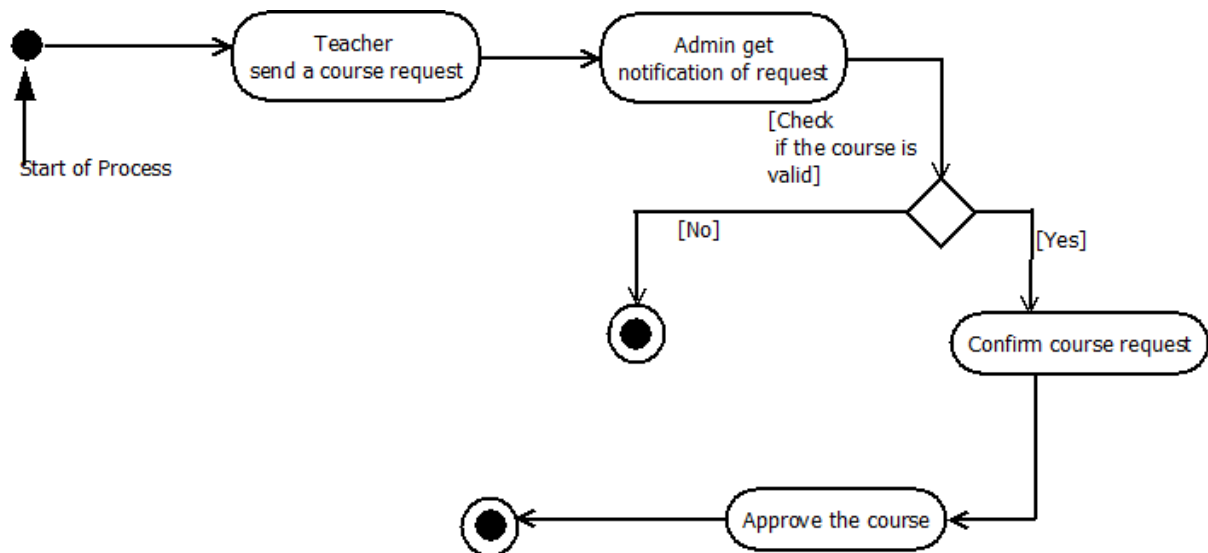 Teacher
send a course request
Admin get
notification of request
[Check
if the course is
valid]
Start of Process
[No]
[Yes]
Confirm course request
Approve the course